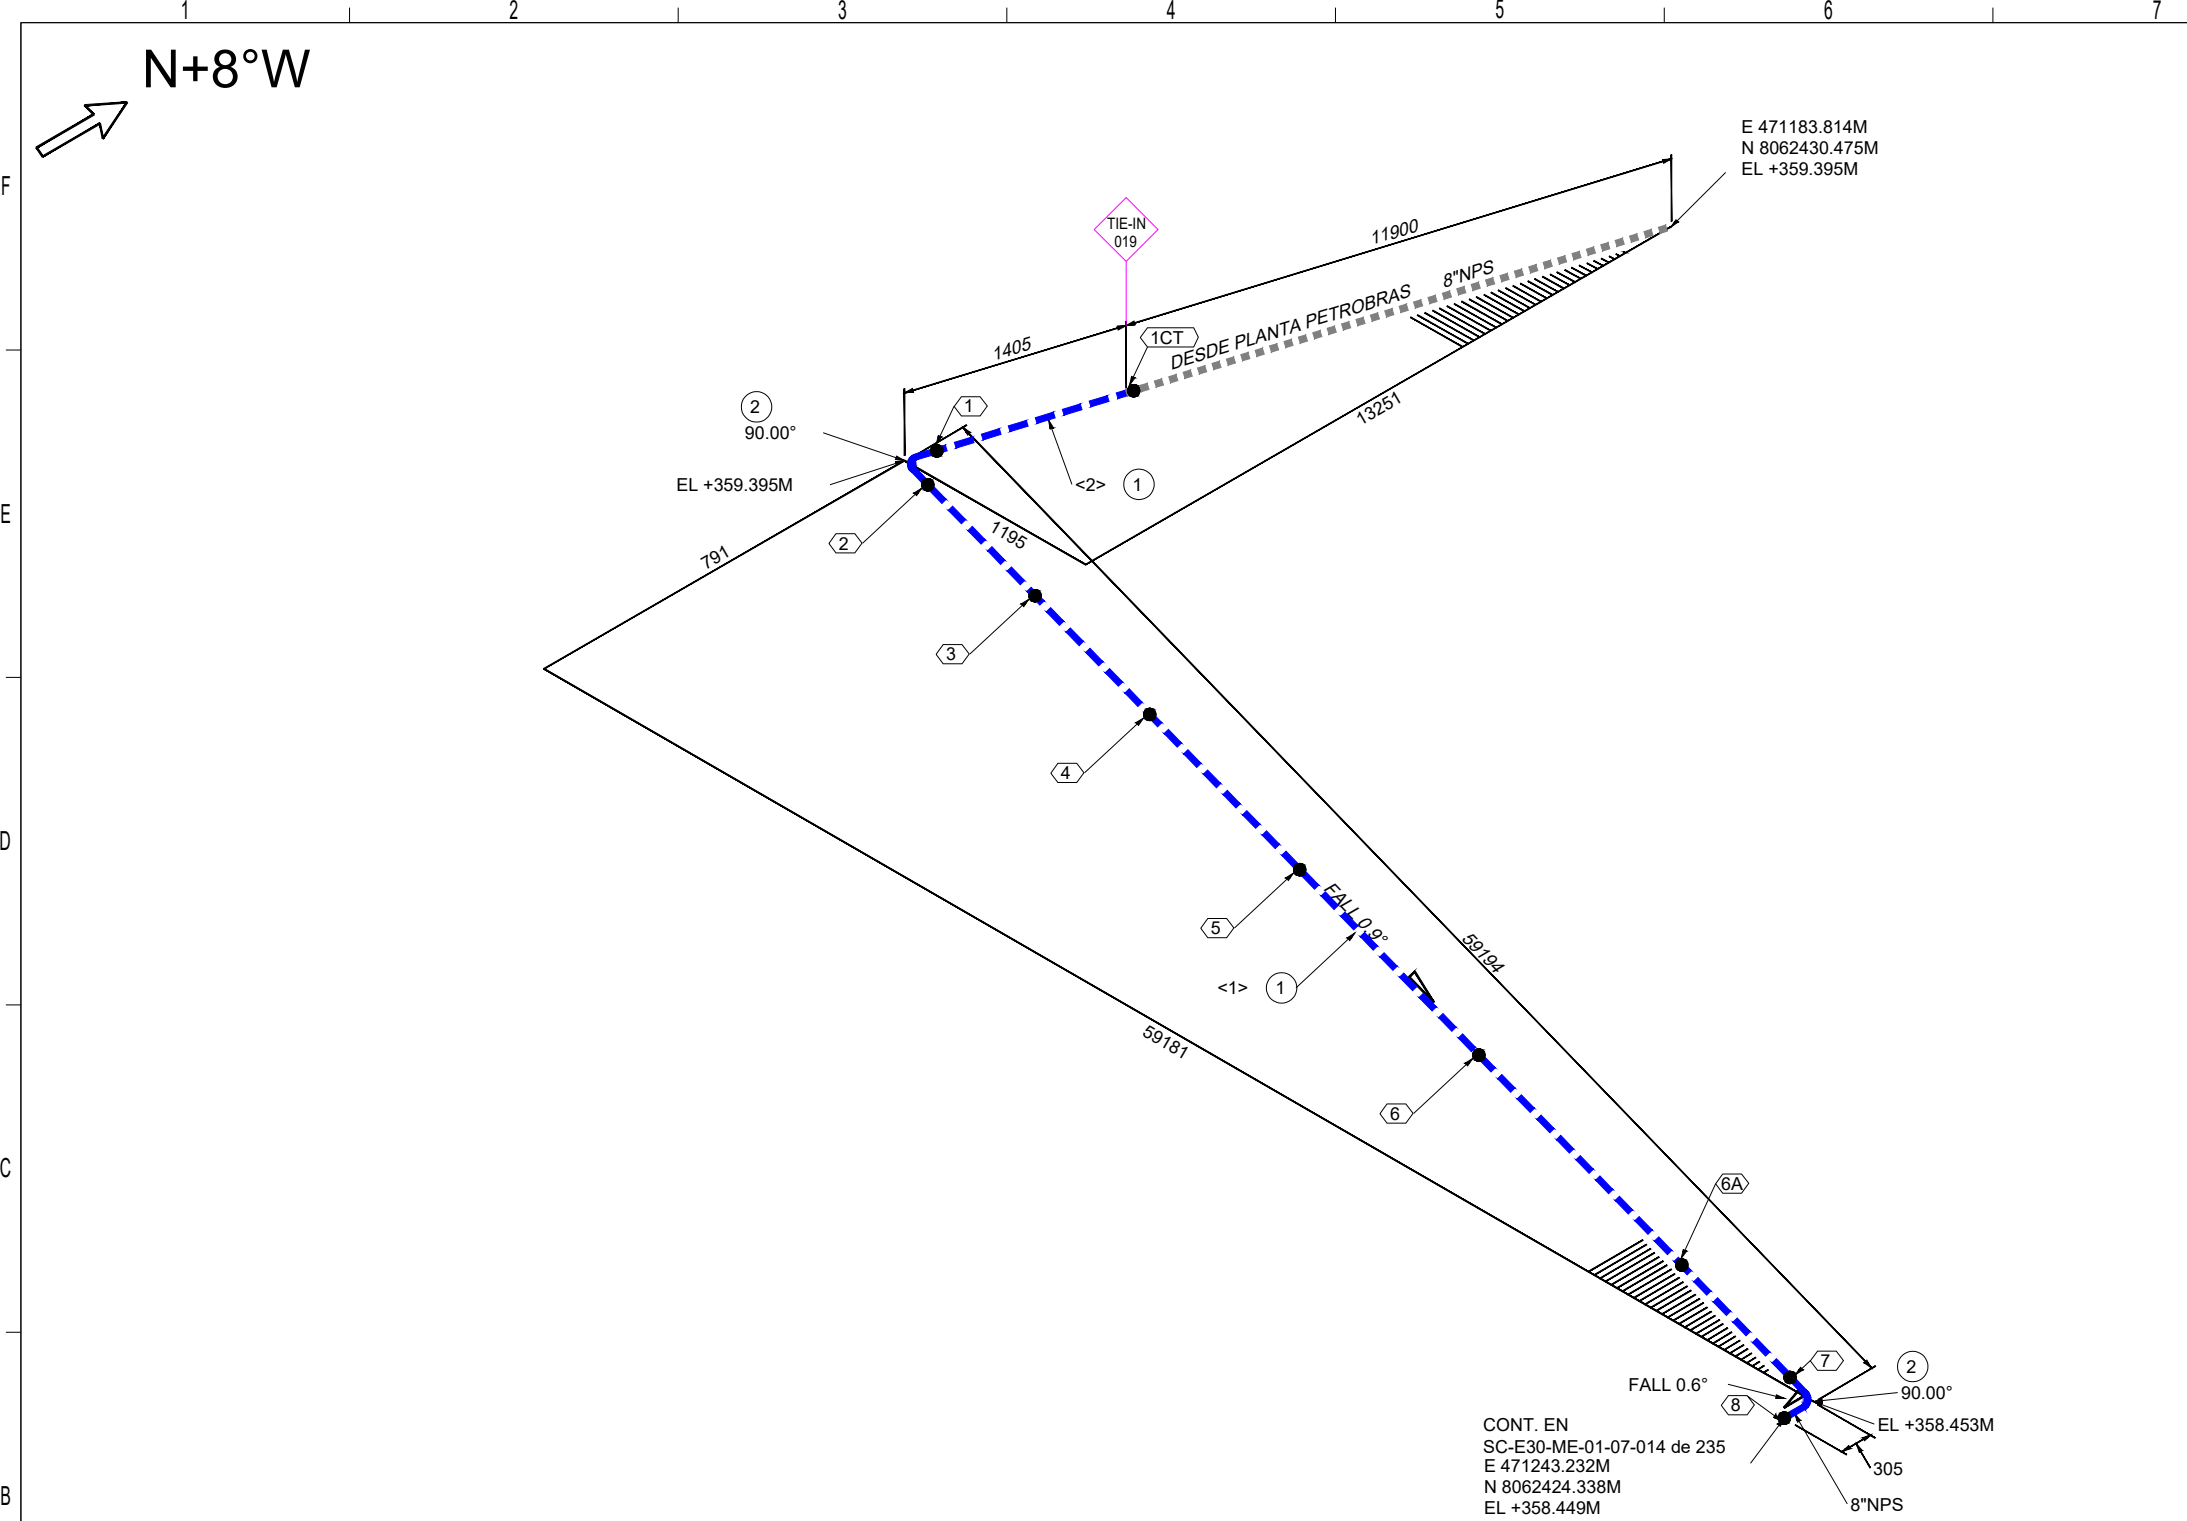 1 2 3 4 5 6 7
N+8°W
E 471183.814M
N 8062430.475M
EL +359.395M
F
TIE-IN
019
11900
8"NPS
DESDE PLANTA PETROBRAS
1CT
1405
13251
2
90.00°
1
EL +359.395M
<2> 1
E
2
1195
791
3
4
D
5
FALL 0.9°
59194
<1> 1
59181
6
C
6A
7
2
FALL 0.6°
90.00°
8
EL +358.453M
CONT. EN
SC-E30-ME-01-07-014 de 235
E 471243.232M
N 8062424.338M
EL +358.449M
305
8"NPS
B